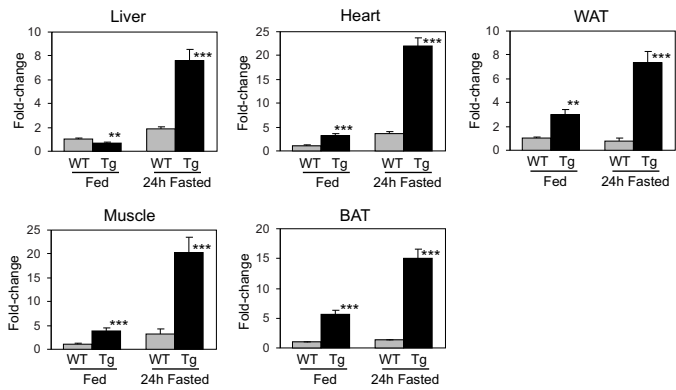 Liver
Fold-change
10
8
6
4
2
0
**
***
WT Tg WT Tg
Fed 24h Fasted
Heart
Fold-change
25
20
15
10
5
0
***
***
WT Tg WT Tg
Fed 24h Fasted
WAT
Fold-change
10
8
6
4
2
0
**
***
WT Tg WT Tg
Fed 24h Fasted
Muscle
Fold-change
25
20
15
10
5
0
***
***
WT Tg WT Tg
Fed 24h Fasted
BAT
Fold-change
20
15
10
5
0
***
***
WT Tg WT Tg
Fed 24h Fasted